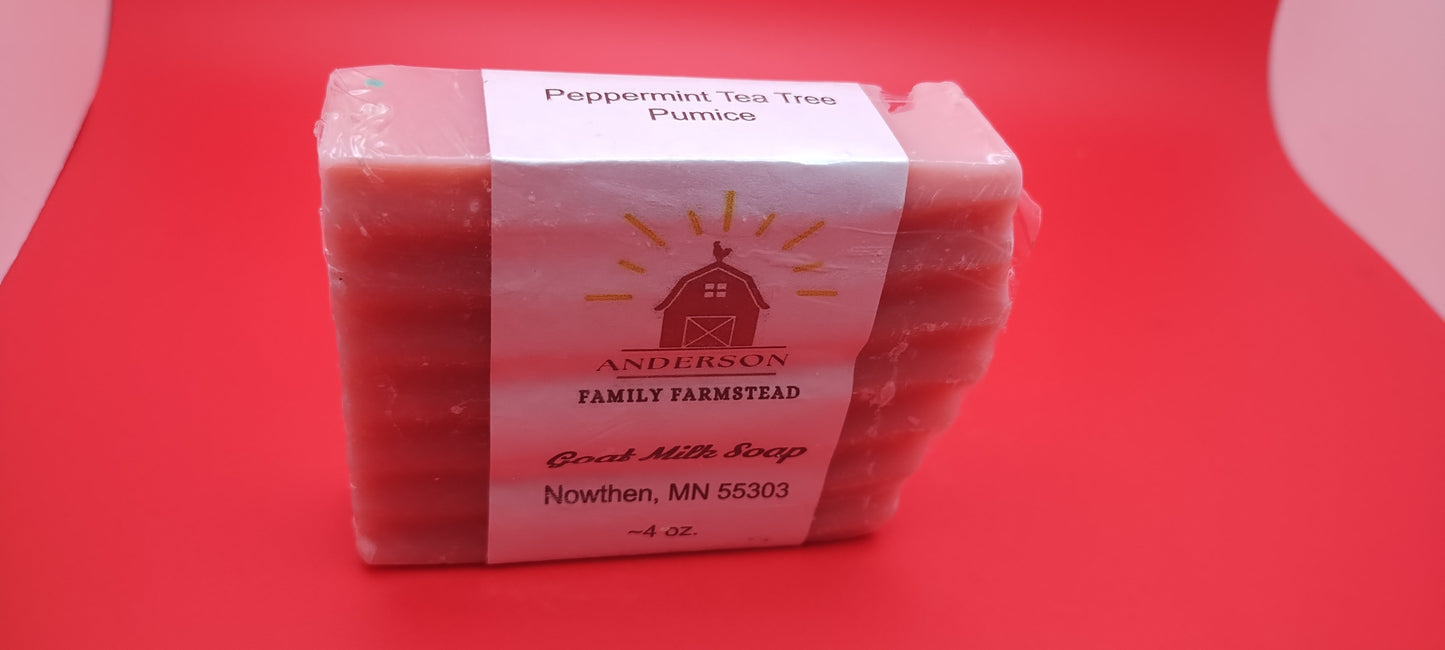 Peppermint Tea Tree
Pumice
ANDERSON
FAMILY FARMSTEAD
Goat Milk Soap
Nowthen, MN 55303
~4 oz.